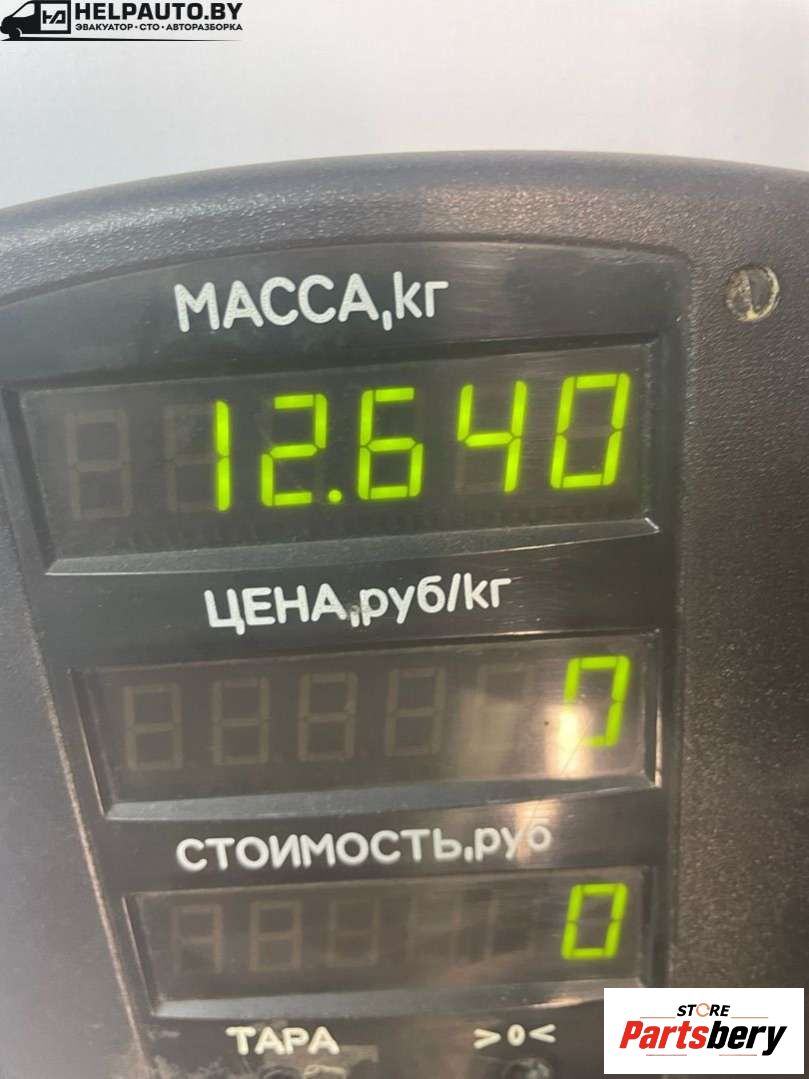 HELPAUTO.BY
ЭВАКУАТОР • СТО • АВТОРАЗБОРКА
МАССА,кг
12.640
ЦЕНА,руб/кг
0
СТОИМОСТЬ,руб
0
ТАРА >0<
STORE
Partsbery